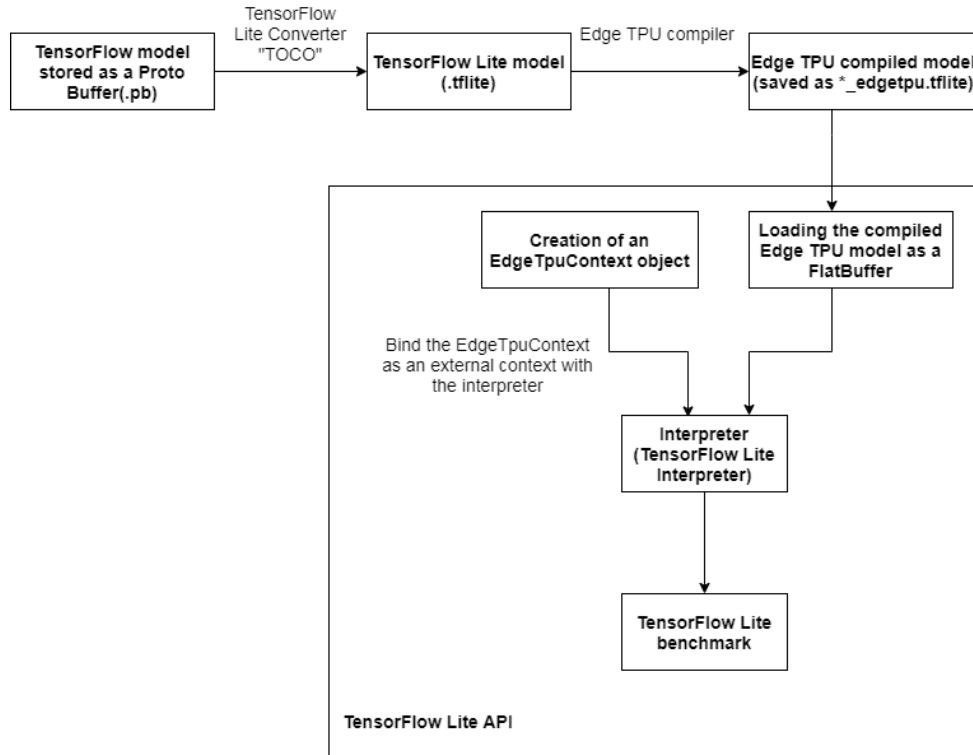 TensorFlow
Lite Converter
"TOCO"
Edge TPU compiler
TensorFlow model
stored as a Proto
Buffer(.pb)
TensorFlow Lite model
(.tflite)
Edge TPU compiled model
(saved as *_edgetpu.tflite)
Creation of an
EdgeTpuContext object
Loading the compiled
Edge TPU model as a
FlatBuffer
Bind the EdgeTpuContext
as an external context with
the interpreter
Interpreter
(TensorFlow Lite
Interpreter)
TensorFlow Lite
benchmark
TensorFlow Lite API